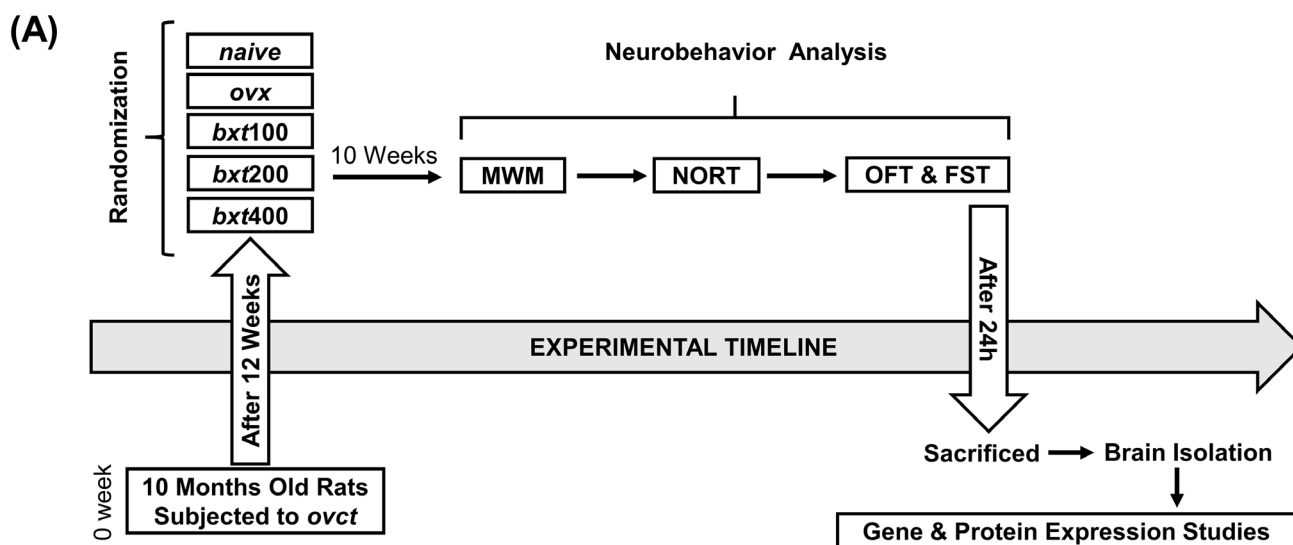 (A)
Randomization
naive
ovx
bxt100
bxt200
bxt400
10 Weeks
Neurobehavior Analysis
MWM
NORT
OFT & FST
After 12 Weeks
After 24h
EXPERIMENTAL TIMELINE
0 week
10 Months Old Rats
Subjected to ovct
Sacrificed
Brain Isolation
Gene & Protein Expression Studies